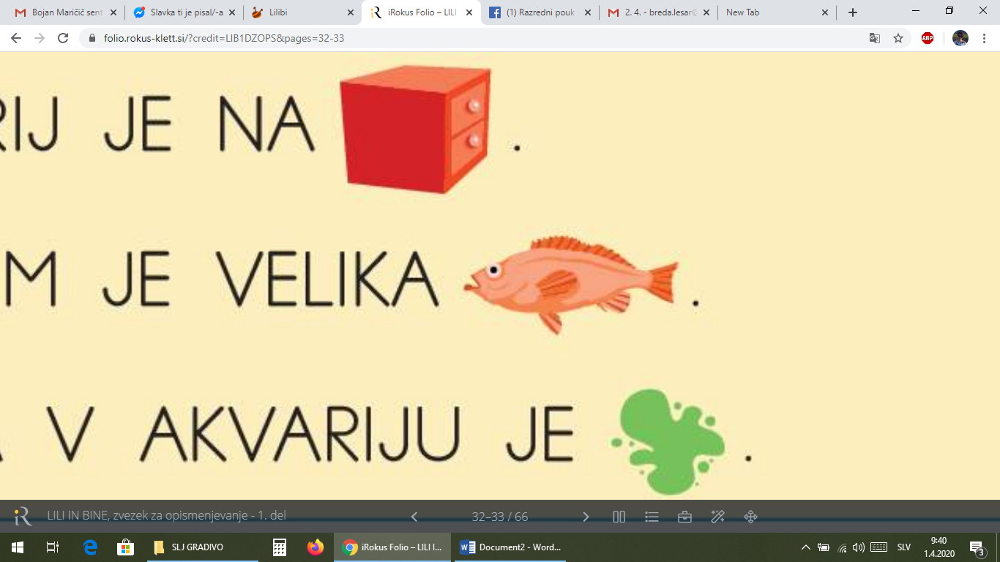 Bojan Maričič sent
Slavka ti je pisal/-a
Lilibi
iRokus Folio – LILI
(1) Razredni pouk
2. 4. - breda.lesar@
New Tab
folio.rokus-klett.si/?credit=LIB1DZOPS&pages=32-33
ABP
RIJ JE NA .
M JE VELIKA .
A V AKVARIJU JE .
iR LILI IN BINE, zvezek za opismenjevanje - 1. del
32–33 / 66
SLJ GRADIVO
iRokus Folio – LILI I...
Document2 - Word...
SLV
9:40
1.4.2020
3